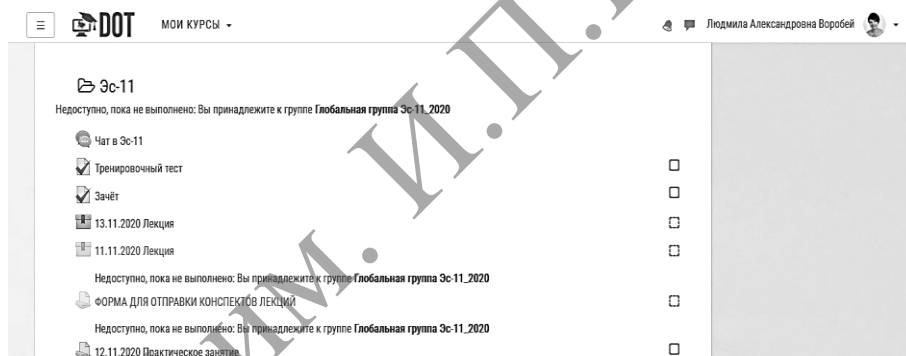 DOT МОИ КУРСЫ Людмила Александровна Воробей
Эс-11
Недоступно, пока не выполнено: Вы принадлежите к группе Глобальная группа Эс-11_2020
Чат в Эс-11
Тренировочный тест
Зачёт
13.11.2020 Лекция
11.11.2020 Лекция
Недоступно, пока не выполнено: Вы принадлежите к группе Глобальная группа Эс-11_2020
ФОРМА ДЛЯ ОТПРАВКИ КОНСПЕКТОВ ЛЕКЦИЙ
Недоступно, пока не выполнено: Вы принадлежите к группе Глобальная группа Эс-11_2020
12.11.2020 Практическое занятие
им. И.П.